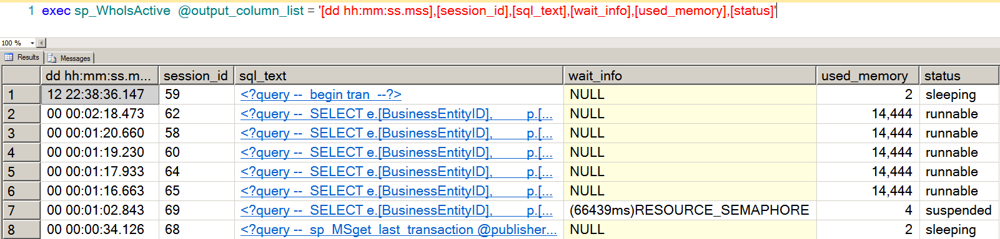 1 exec sp_WhoIsActive @output_column_list = '[dd hh:mm:ss.mss],[session_id],[sql_text],[wait_info],[used_memory],[status]'
100 %
Results Messages
dd hh:mm:ss.m... session_id sql_text wait_info used_memory status
1 12 22:38:36.147 59 <?query -- begin tran --?> NULL 2 sleeping
2 00 00:02:18.473 62 <?query -- SELECT e.[BusinessEntityID], p.[... NULL 14,444 runnable
3 00 00:01:20.660 58 <?query -- SELECT e.[BusinessEntityID], p.[... NULL 14,444 runnable
4 00 00:01:19.230 60 <?query -- SELECT e.[BusinessEntityID], p.[... NULL 14,444 runnable
5 00 00:01:17.933 64 <?query -- SELECT e.[BusinessEntityID], p.[... NULL 14,444 runnable
6 00 00:01:16.663 65 <?query -- SELECT e.[BusinessEntityID], p.[... NULL 14,444 runnable
7 00 00:01:02.843 69 <?query -- SELECT e.[BusinessEntityID], p.[... (66439ms)RESOURCE_SEMAPHORE 4 suspended
8 00 00:00:34.126 68 <?query -- sp_MSget_last_transaction @publisher... NULL 2 sleeping